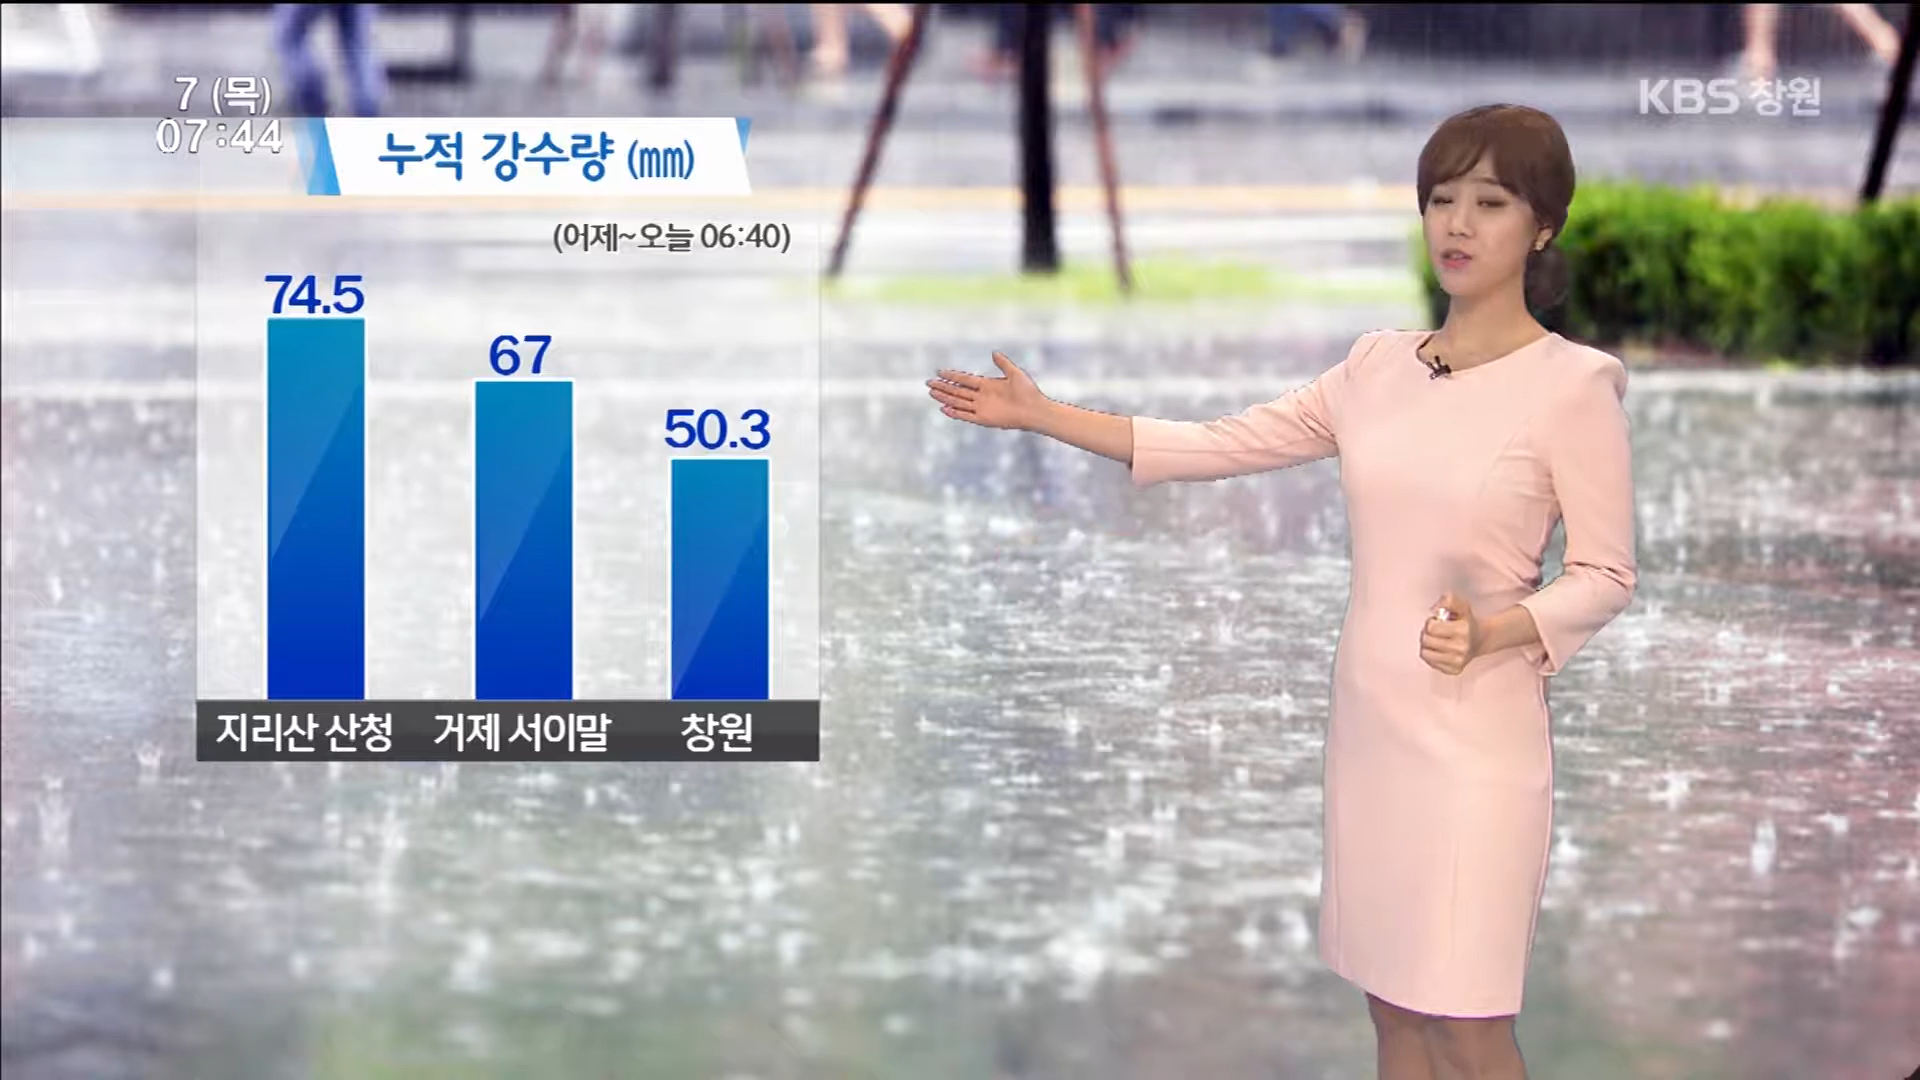 7 (목)
07:44
KBS 창원
누적 강수량 (mm)
(어제~오늘 06:40)
74.5
67
50.3
지리산 산청 거제 서이말 창원